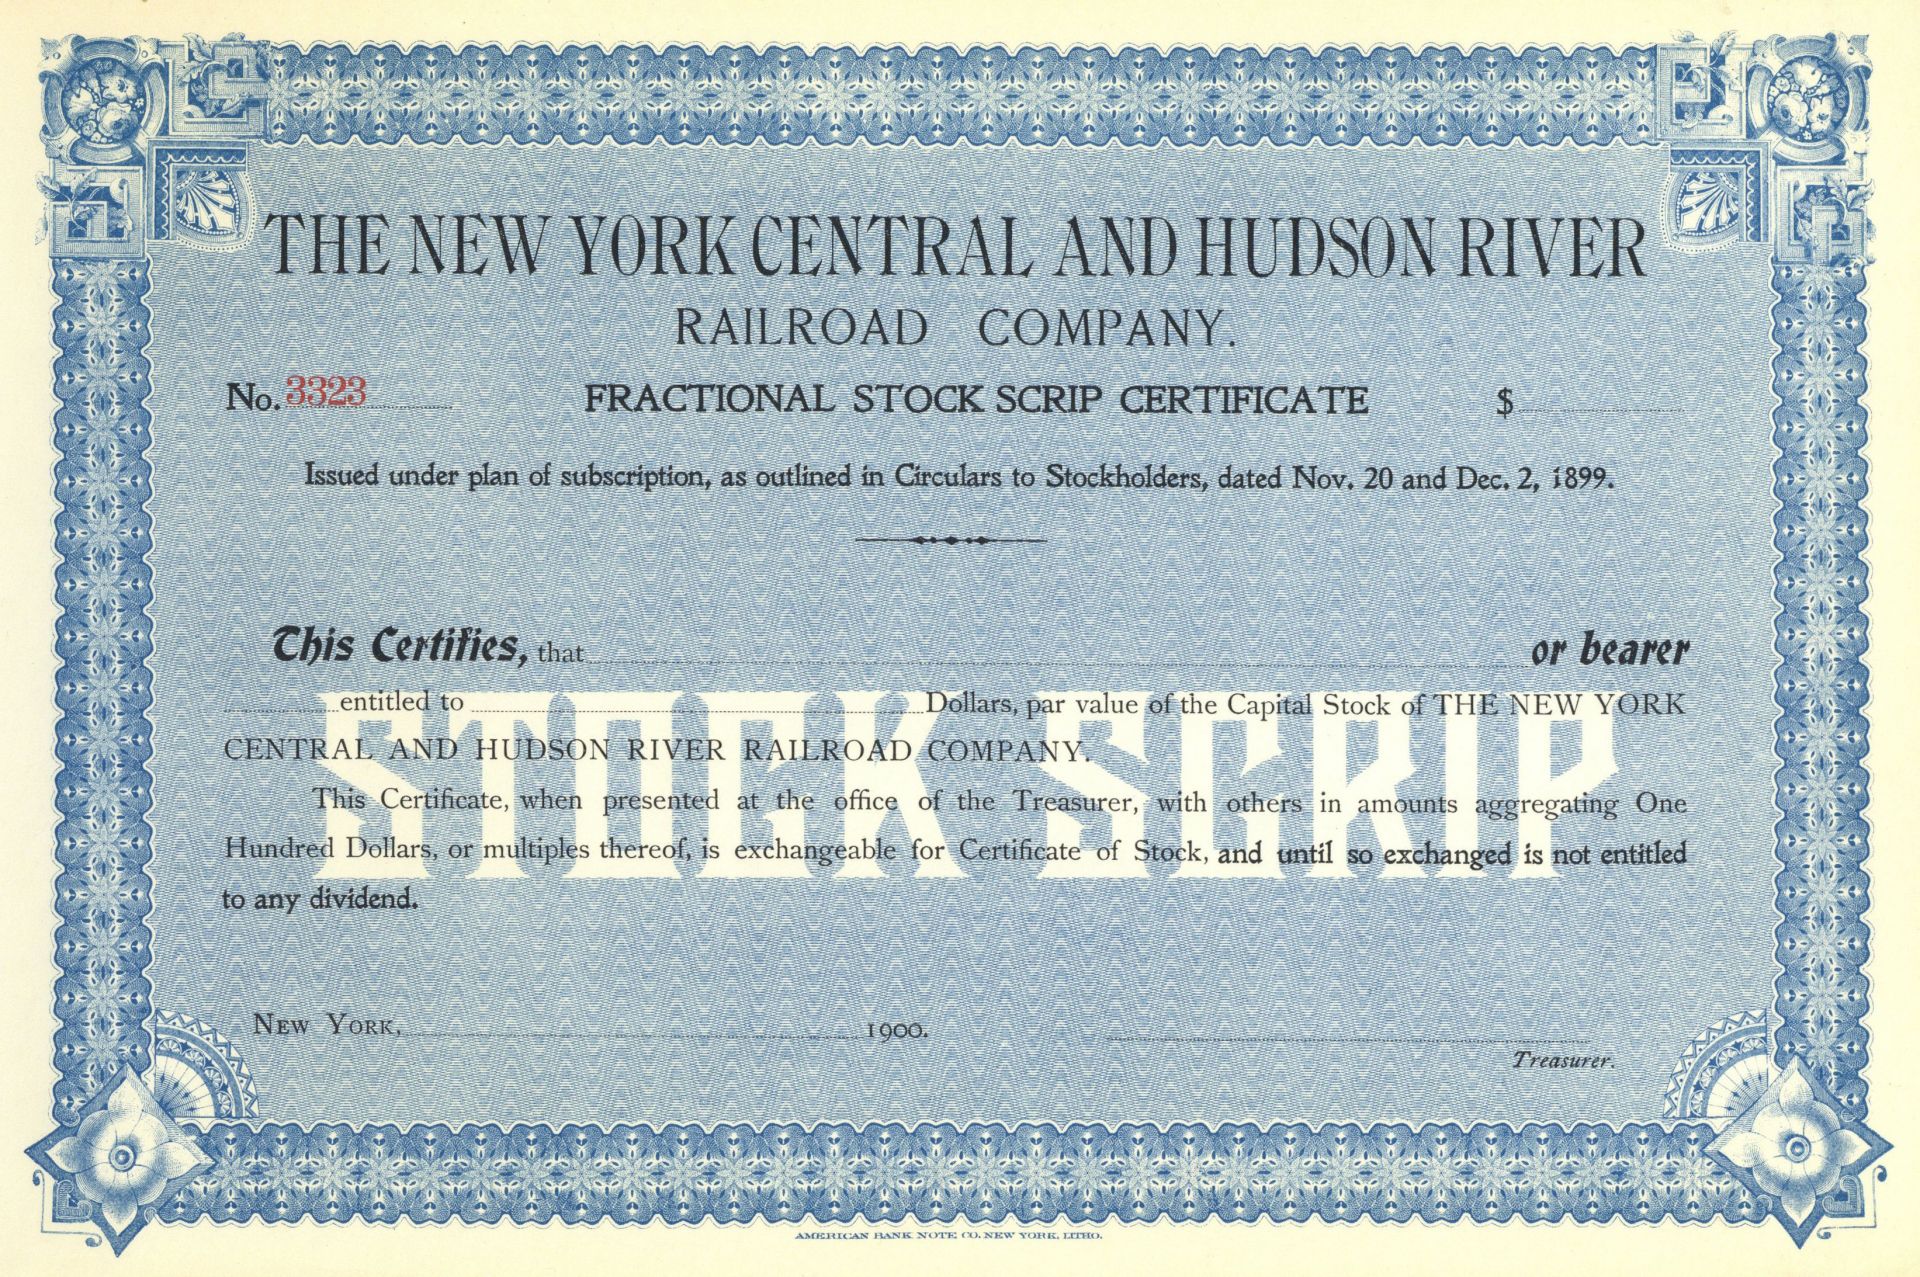 THE NEW YORK CENTRAL AND HUDSON RIVER
RAILROAD COMPANY.
No. 3323 FRACTIONAL STOCK SCRIP CERTIFICATE $
Issued under plan of subscription, as outlined in Circulars to Stockholders, dated Nov. 20 and Dec. 2, 1899.
This Certifies, that or bearer
entitled to Dollars, par value of the Capital Stock of THE NEW YORK
CENTRAL AND HUDSON RIVER RAILROAD COMPANY.
STOCK SCRIP
This Certificate, when presented at the office of the Treasurer, with others in amounts aggregating One
Hundred Dollars, or multiples thereof, is exchangeable for Certificate of Stock, and until so exchanged is not entitled
to any dividend.
NEW YORK, 1900.
Treasurer.
AMERICAN BANK NOTE CO. NEW YORK, LITHO.